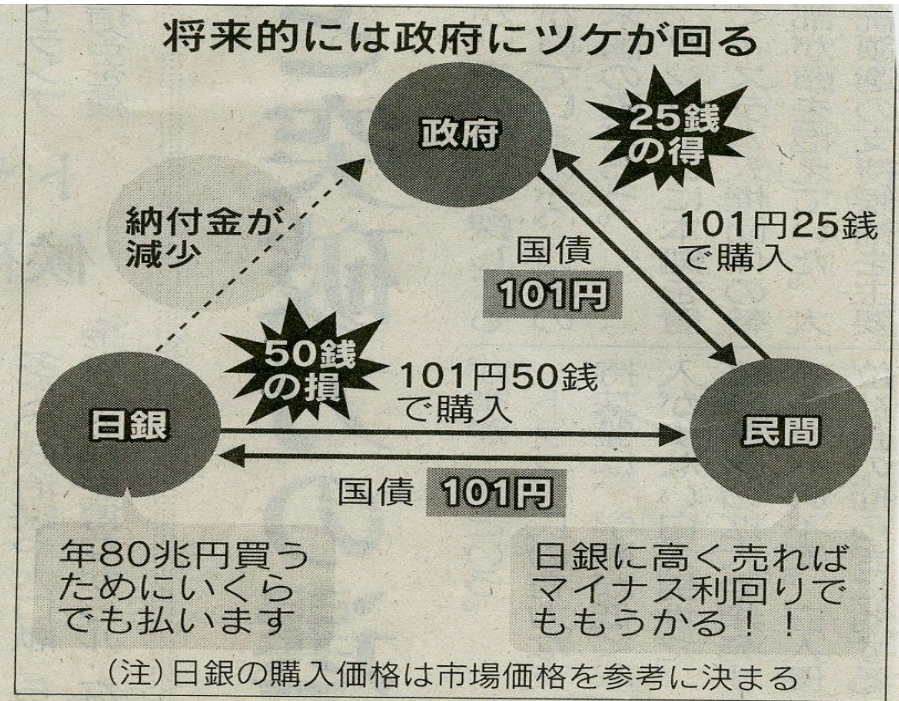 将来的には政府にツケが回る
政府
25銭
の得
納付金が
減少
101円25銭
で購入
国債
101円
50銭
の損
101円50銭
で購入
日銀
民間
国債 101円
年80兆円買う
ためにいくら
でも払います
日銀に高く売れば
マイナス利回りで
ももうかる！！
(注)日銀の購入価格は市場価格を参考に決まる